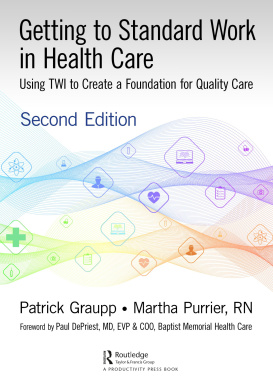 Getting to Standard Work
in Health Care
Using TWI to Create a Foundation for Quality Care
Second Edition
Patrick Graupp • Martha Purrier, RN
Foreword by Paul DePriest, MD, EVP & COO, Baptist Memorial Health Care
Routledge
Taylor & Francis Group
A PRODUCTIVITY PRESS BOOK